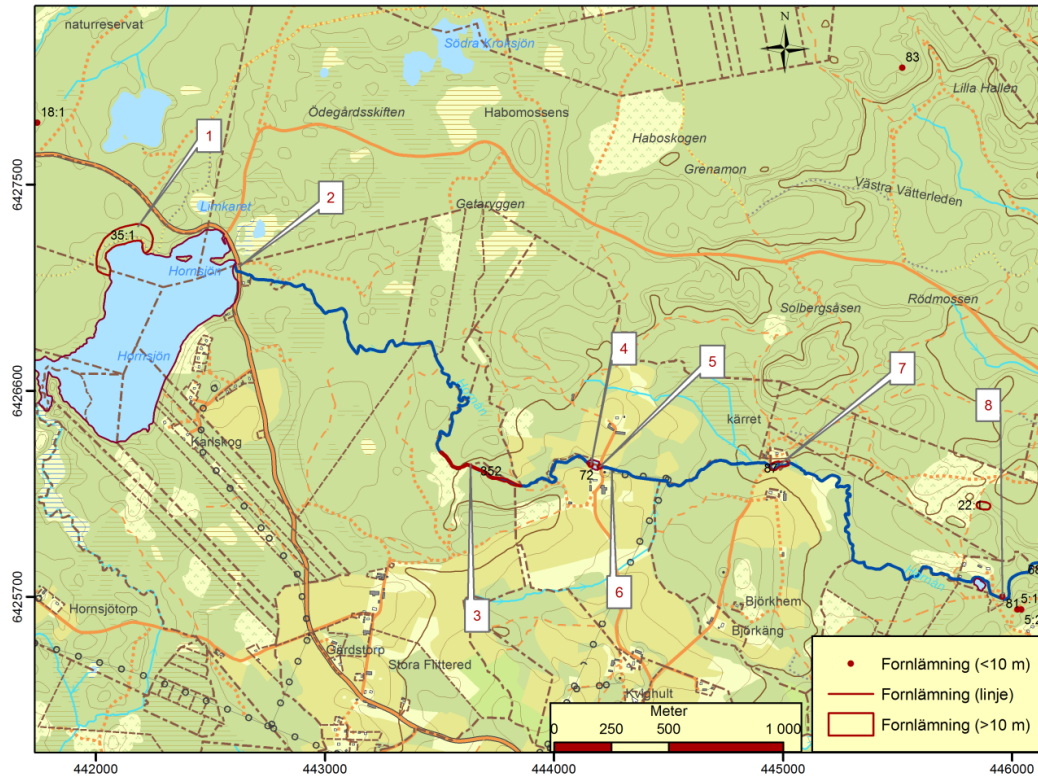 naturreservat
Södra Kroksjön
N
83
Lilla Hallen
18:1
Ödegårdsskiften
Habomossens
Haboskogen
Grenamon
1
6427500
Västra Vätterleden
2
Limkaret
Getaryggen
35:1
Hornsjön
Solbergsåsen
Rödmossen
Hornsjön
4
5
7
6426600
8
Karlskog
kärret
352
72
87
22:1
3
6
6425700
Hornsjötorp
81
5:1
5:2
Björkhem
Björkäng
Gårdstorp
Stora Flittered
Kvighult
Meter
0 250 500 1 000
Fornlämning (<10 m)
Fornlämning (linje)
Fornlämning (>10 m)
442000 443000 444000 445000 446000